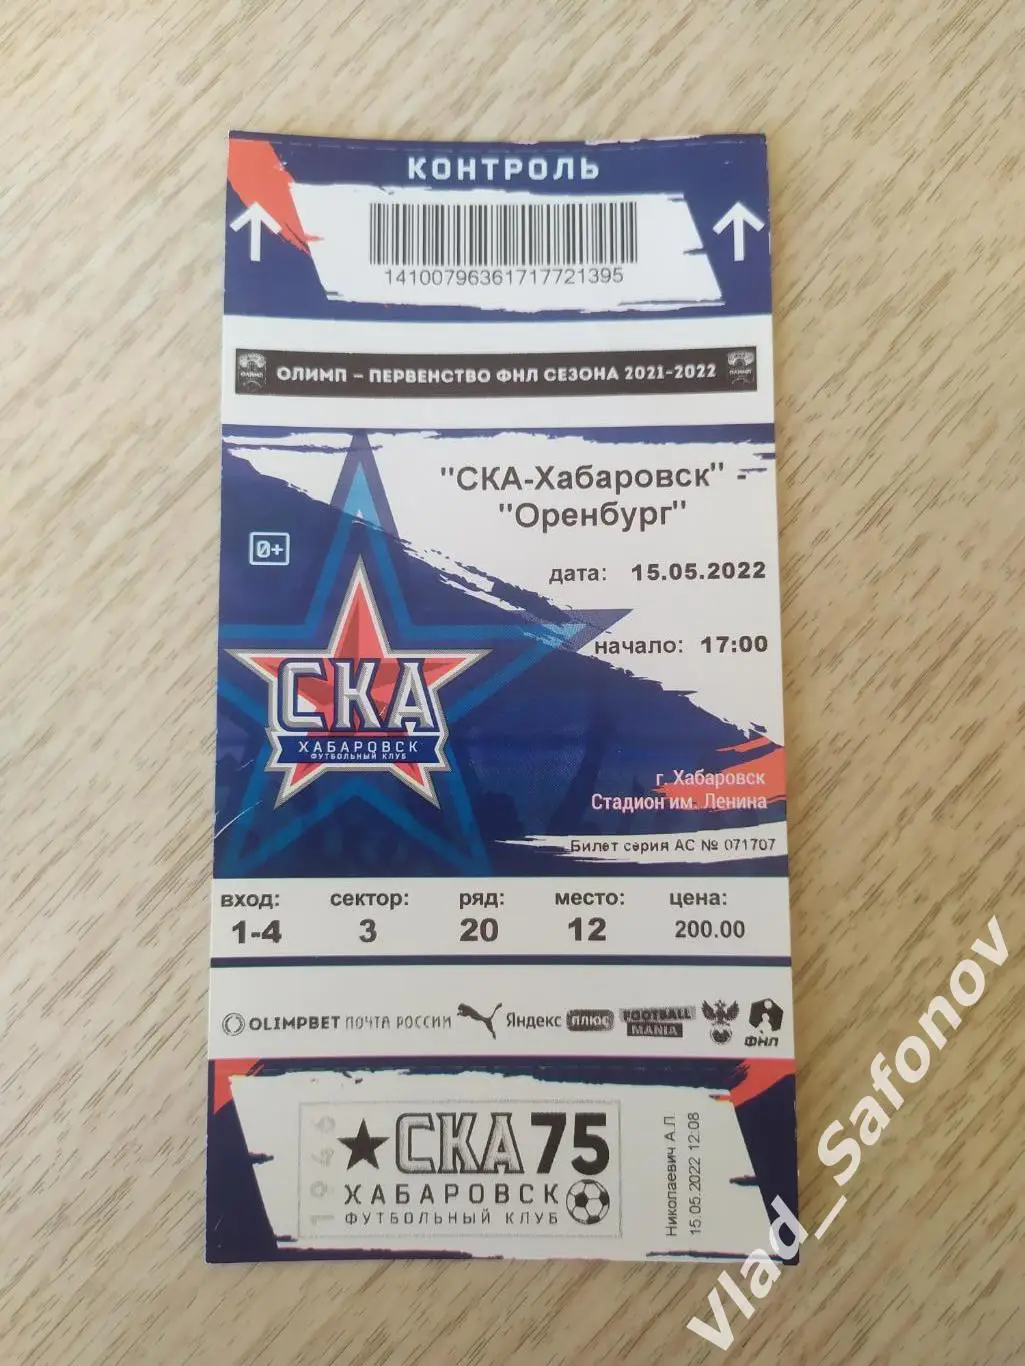 КОНТРОЛЬ
14100796361717721395
ОЛИМП – ПЕРВЕНСТВО ФНЛ СЕЗОНА 2021-2022
"СКА-Хабаровск" -
"Оренбург"
0+
дата: 15.05.2022
начало: 17:00
СКА
ХАБАРОВСК
ФУТБОЛЬНЫЙ КЛУБ
г. Хабаровск
Стадион им. Ленина
Билет серия АС № 071707
вход: сектор: ряд: место: цена:
1-4 3 20 12 200.00
OLIMPBET ПОЧТА РОССИИ Яндекс плюс FOOTBALL MANIA ФНЛ
1946
СКА 75
ХАБАРОВСК
ФУТБОЛЬНЫЙ КЛУБ
Николаевич А.Л.
15.05.2022 12:08
Vlad_Safonov